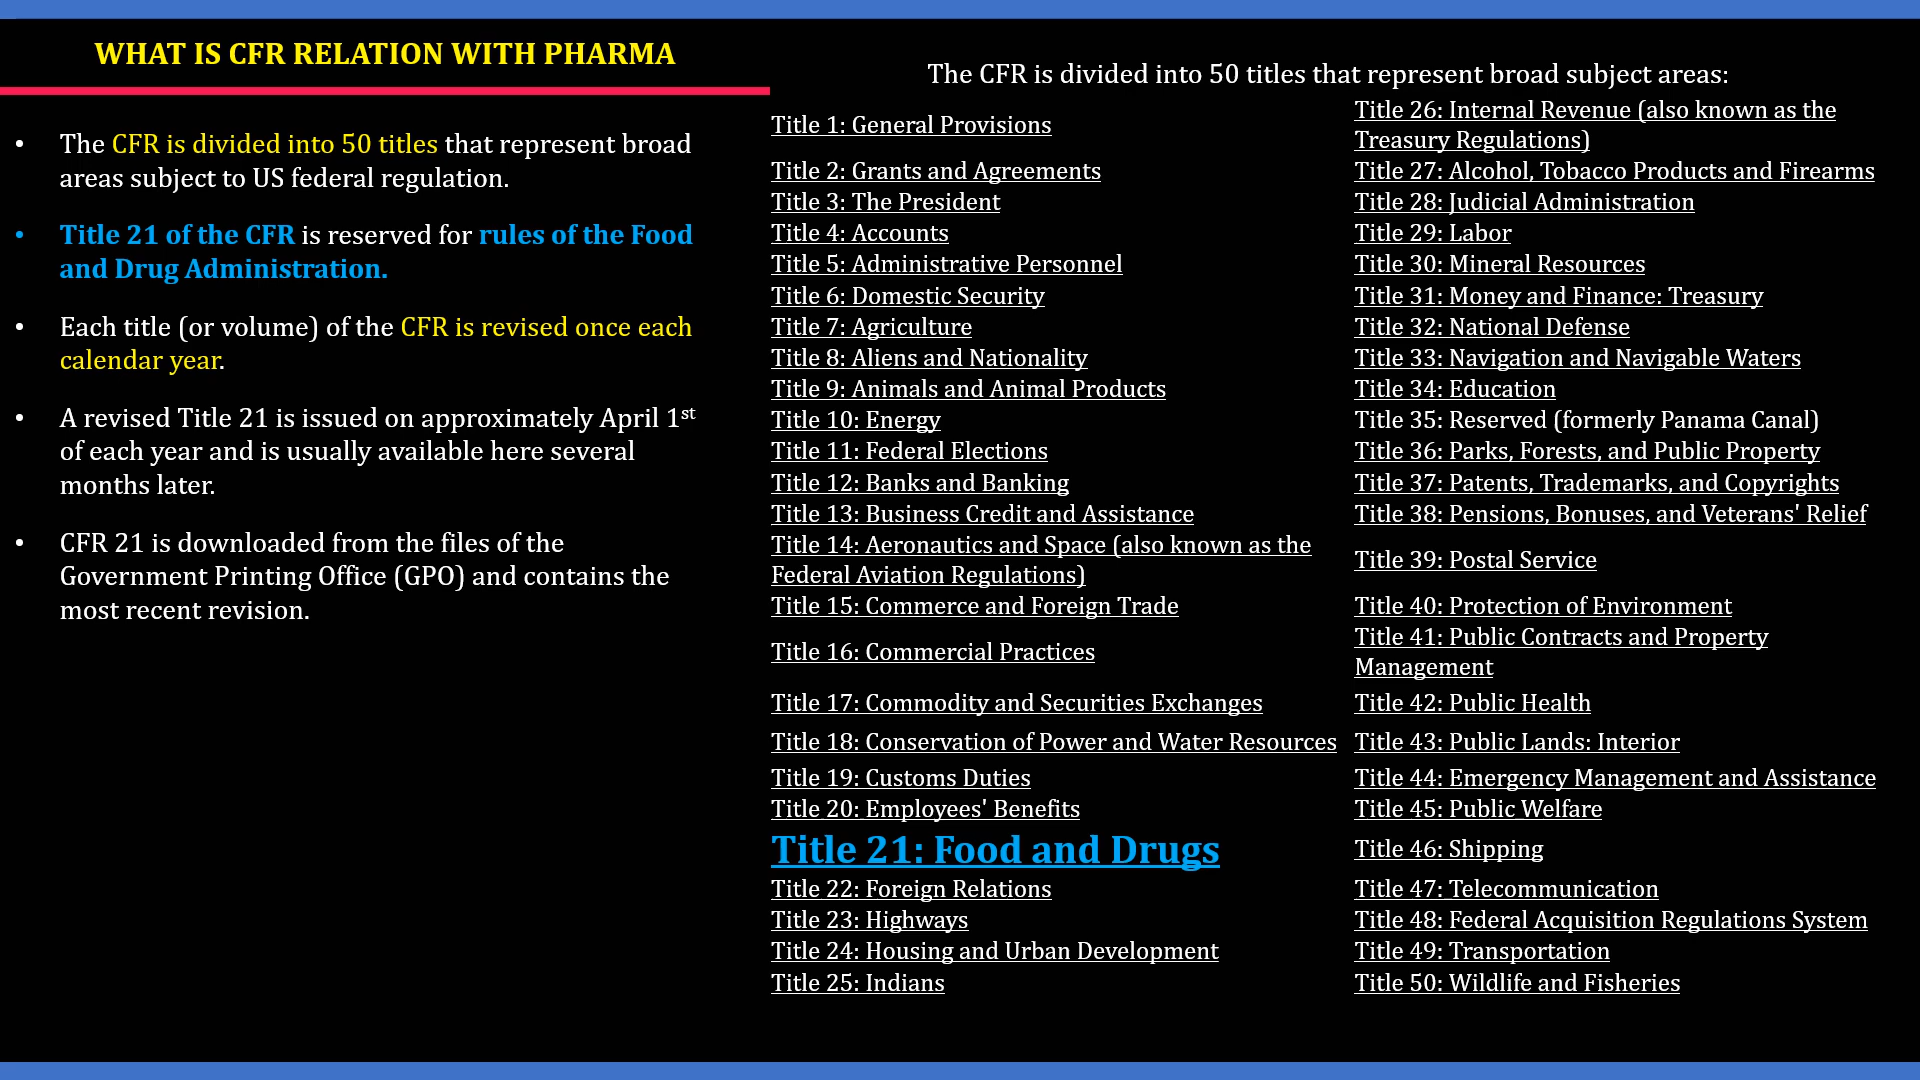 WHAT IS CFR RELATION WITH PHARMA
• The CFR is divided into 50 titles that represent broad
areas subject to US federal regulation.
• Title 21 of the CFR is reserved for rules of the Food
and Drug Administration.
• Each title (or volume) of the CFR is revised once each
calendar year.
• A revised Title 21 is issued on approximately April 1st
of each year and is usually available here several
months later.
• CFR 21 is downloaded from the files of the
Government Printing Office (GPO) and contains the
most recent revision.
The CFR is divided into 50 titles that represent broad subject areas:
Title 1: General Provisions
Title 2: Grants and Agreements
Title 3: The President
Title 4: Accounts
Title 5: Administrative Personnel
Title 6: Domestic Security
Title 7: Agriculture
Title 8: Aliens and Nationality
Title 9: Animals and Animal Products
Title 10: Energy
Title 11: Federal Elections
Title 12: Banks and Banking
Title 13: Business Credit and Assistance
Title 14: Aeronautics and Space (also known as the
Federal Aviation Regulations)
Title 15: Commerce and Foreign Trade
Title 16: Commercial Practices
Title 17: Commodity and Securities Exchanges
Title 18: Conservation of Power and Water Resources
Title 19: Customs Duties
Title 20: Employees' Benefits
Title 21: Food and Drugs
Title 22: Foreign Relations
Title 23: Highways
Title 24: Housing and Urban Development
Title 25: Indians
Title 26: Internal Revenue (also known as the
Treasury Regulations)
Title 27: Alcohol, Tobacco Products and Firearms
Title 28: Judicial Administration
Title 29: Labor
Title 30: Mineral Resources
Title 31: Money and Finance: Treasury
Title 32: National Defense
Title 33: Navigation and Navigable Waters
Title 34: Education
Title 35: Reserved (formerly Panama Canal)
Title 36: Parks, Forests, and Public Property
Title 37: Patents, Trademarks, and Copyrights
Title 38: Pensions, Bonuses, and Veterans' Relief
Title 39: Postal Service
Title 40: Protection of Environment
Title 41: Public Contracts and Property
Management
Title 42: Public Health
Title 43: Public Lands: Interior
Title 44: Emergency Management and Assistance
Title 45: Public Welfare
Title 46: Shipping
Title 47: Telecommunication
Title 48: Federal Acquisition Regulations System
Title 49: Transportation
Title 50: Wildlife and Fisheries